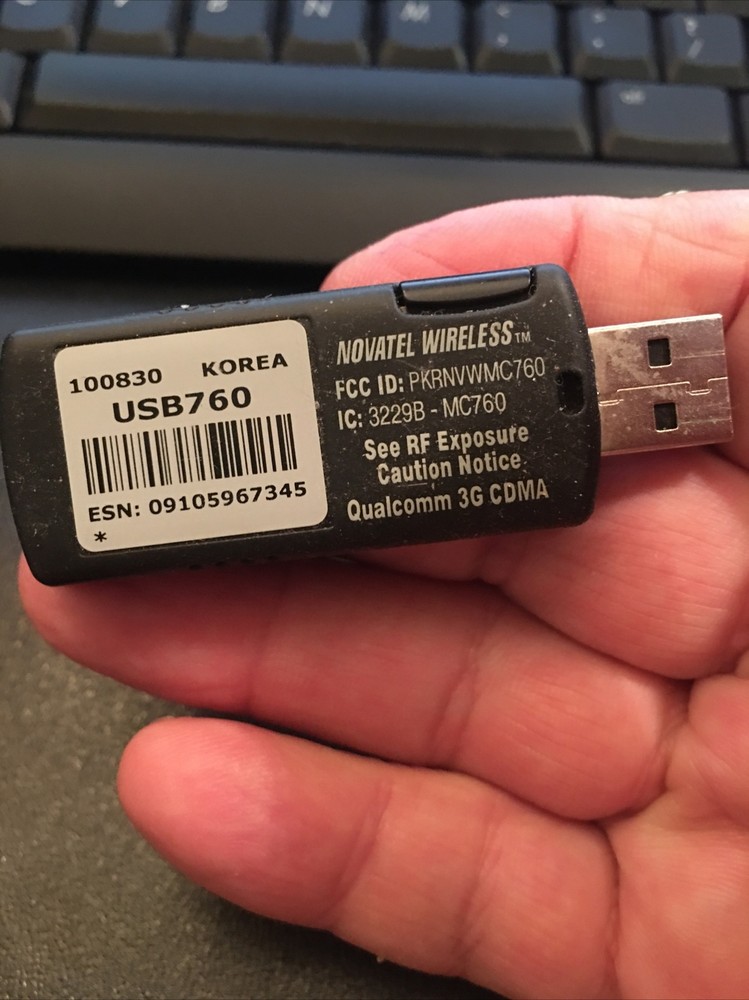 100830 KOREA
USB760
ESN: 09105967345
*
NOVATEL WIRELESS™
FCC ID: PKRNVWMC760
IC: 3229B - MC760
See RF Exposure
Caution Notice
Qualcomm 3G CDMA